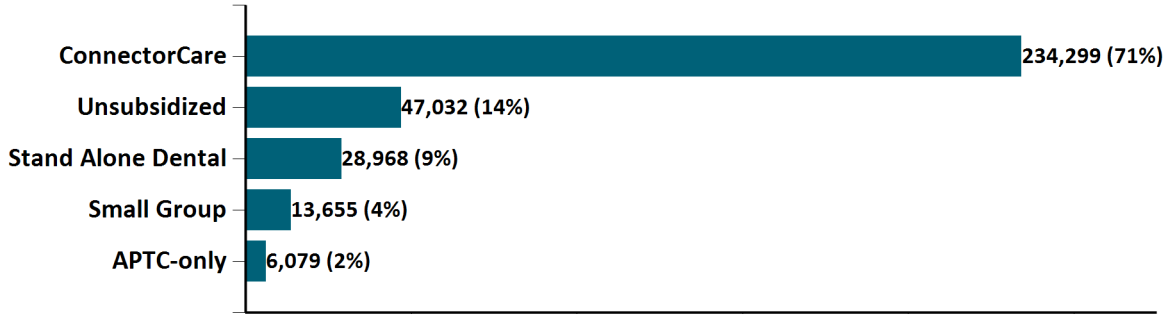 ConnectorCare 234,299 (71%)
Unsubsidized 47,032 (14%)
Stand Alone Dental 28,968 (9%)
Small Group 13,655 (4%)
APTC-only 6,079 (2%)